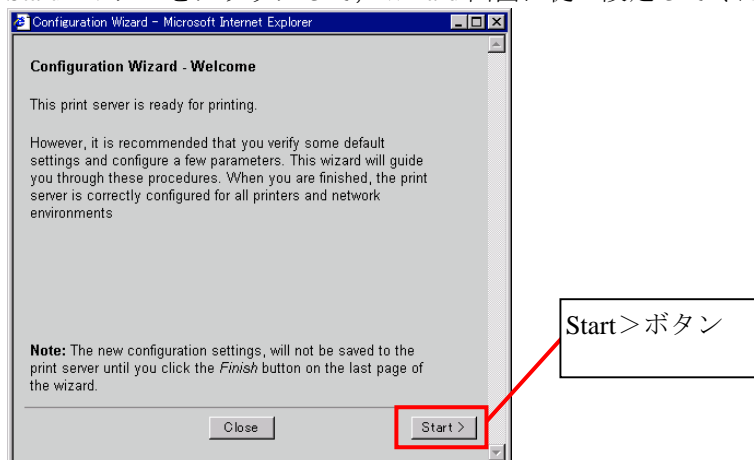 Configuration Wizard - Microsoft Internet Explorer
Configuration Wizard - Welcome
This print server is ready for printing.
However, it is recommended that you verify some default
settings and configure a few parameters. This wizard will guide
you through these procedures. When you are finished, the print
server is correctly configured for all printers and network
environments
Start＞ボタン
Note: The new configuration settings, will not be saved to the
print server until you click the Finish button on the last page of
the wizard.
Close
Start >